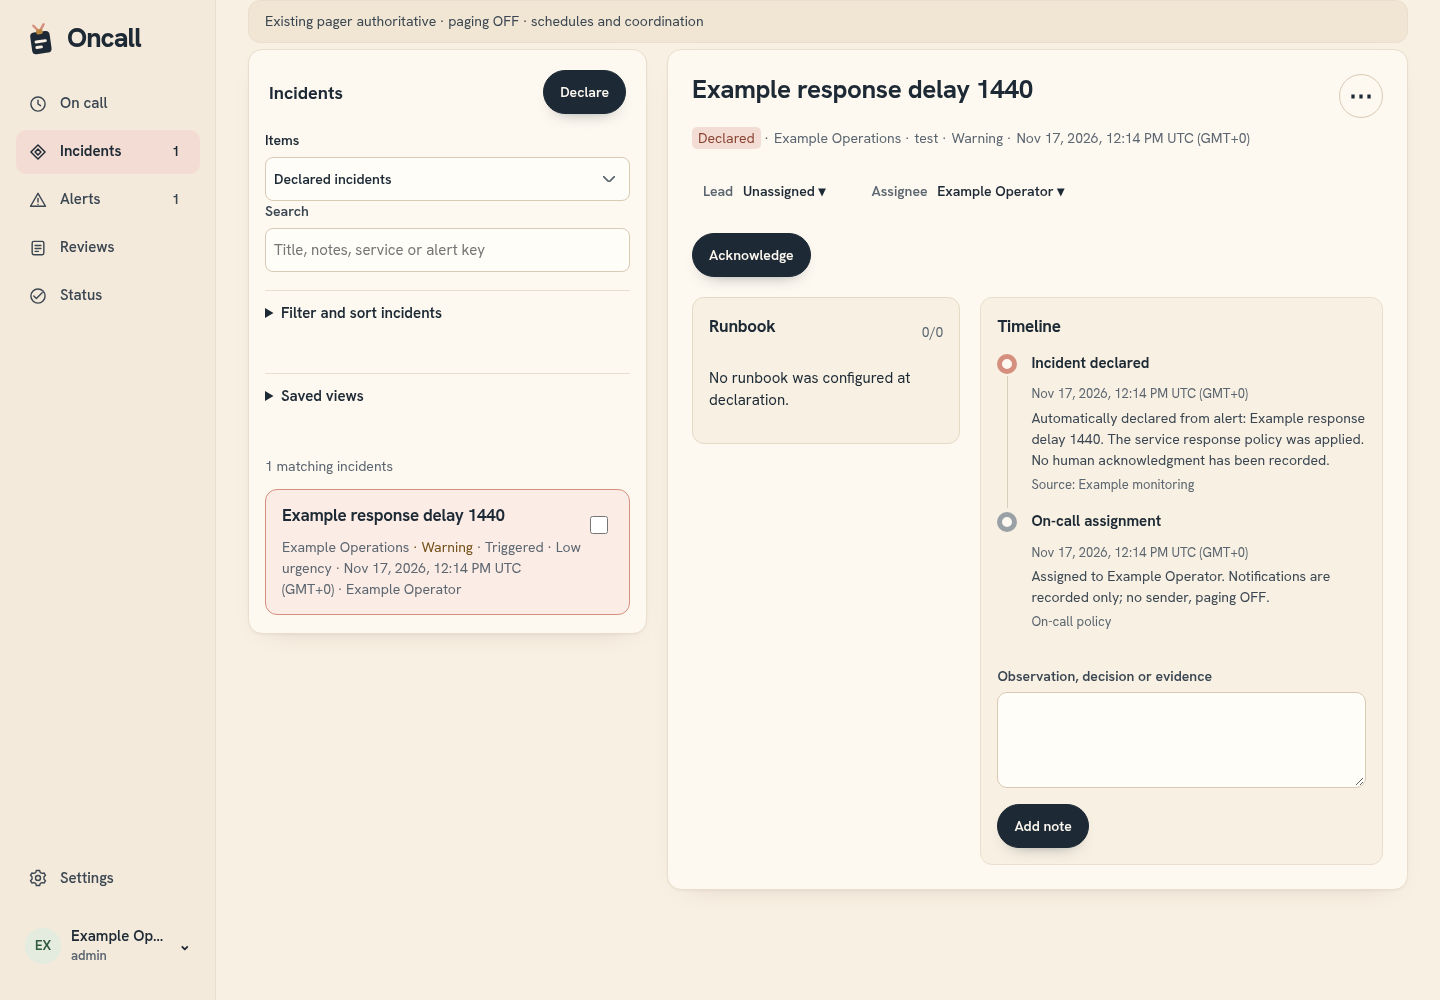 Oncall
On call
Incidents 1
Alerts 1
Reviews
Status
Settings
EX
Example Op...
admin
Existing pager authoritative · paging OFF · schedules and coordination
Incidents
Declare
Items
Declared incidents
Search
Title, notes, service or alert key
Filter and sort incidents
Saved views
1 matching incidents
Example response delay 1440
Example Operations · Warning · Triggered · Low
urgency · Nov 17, 2026, 12:14 PM UTC
(GMT+0) · Example Operator
Example response delay 1440
Declared · Example Operations · test · Warning · Nov 17, 2026, 12:14 PM UTC (GMT+0)
Lead Unassigned ▾ Assignee Example Operator ▾
Acknowledge
Runbook 0/0
No runbook was configured at
declaration.
Timeline
Incident declared
Nov 17, 2026, 12:14 PM UTC (GMT+0)
Automatically declared from alert: Example response
delay 1440. The service response policy was applied.
No human acknowledgment has been recorded.
Source: Example monitoring
On-call assignment
Nov 17, 2026, 12:14 PM UTC (GMT+0)
Assigned to Example Operator. Notifications are
recorded only; no sender, paging OFF.
On-call policy
Observation, decision or evidence
Add note